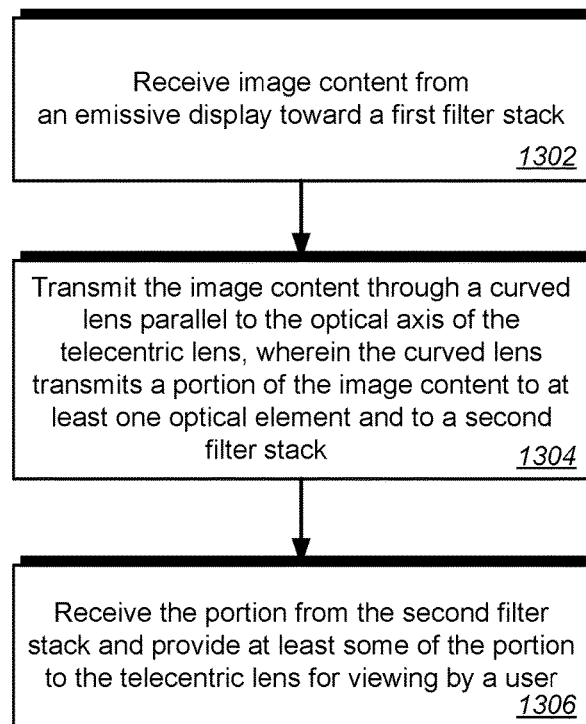 Receive image content from
an emissive display toward a first filter stack
1302
Transmit the image content through a curved
lens parallel to the optical axis of the
telecentric lens, wherein the curved lens
transmits a portion of the image content to at
least one optical element and to a second
filter stack
1304
Receive the portion from the second filter
stack and provide at least some of the portion
to the telecentric lens for viewing by a user
1306